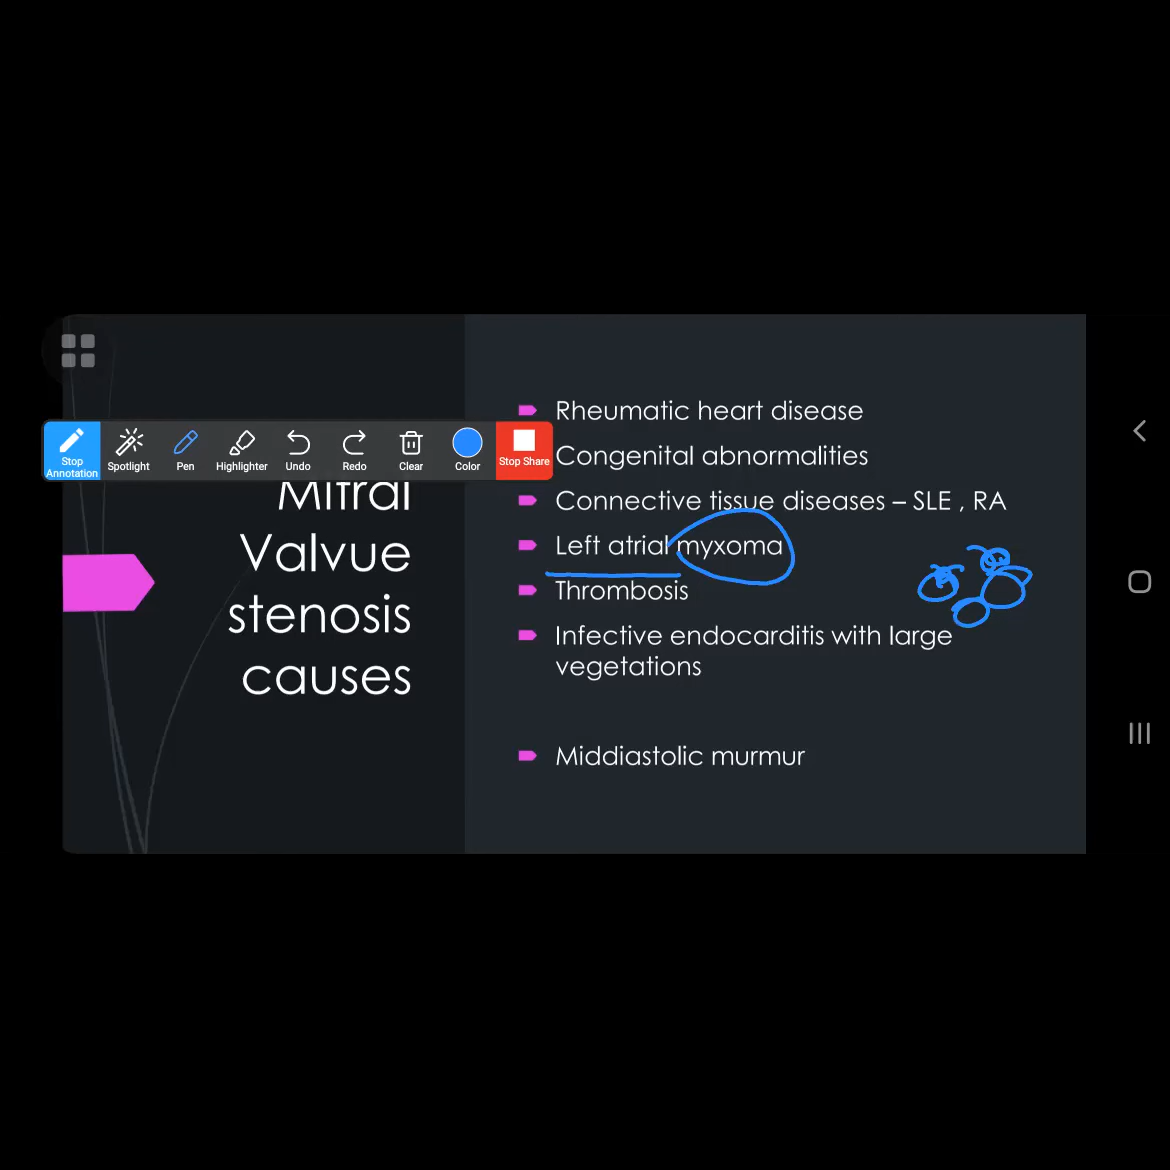 Stop Annotation
Spotlight
Pen
Highlighter
Undo
Redo
Clear
Color
Stop Share
Mitral
Valvue
stenosis
causes
Rheumatic heart disease
Congenital abnormalities
Connective tissue diseases – SLE , RA
Left atrial myxoma
Thrombosis
Infective endocarditis with large
vegetations
Middiastolic murmur